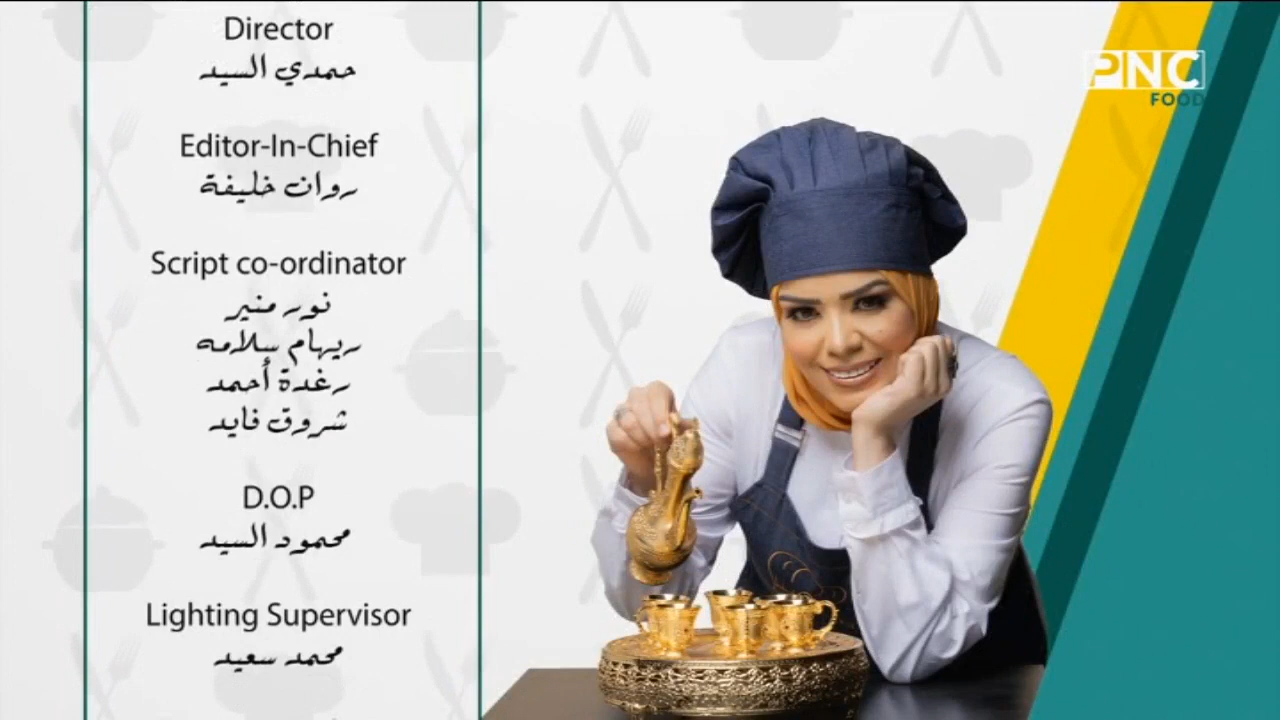 Director
حمدي السيد
Editor-In-Chief
روان خليفة
Script co-ordinator
نور منير
ريهام سلامه
رغدة أحمد
شروق فايد
D.O.P
محمود السيد
Lighting Supervisor
محمد سعيد
PNC
FOOD